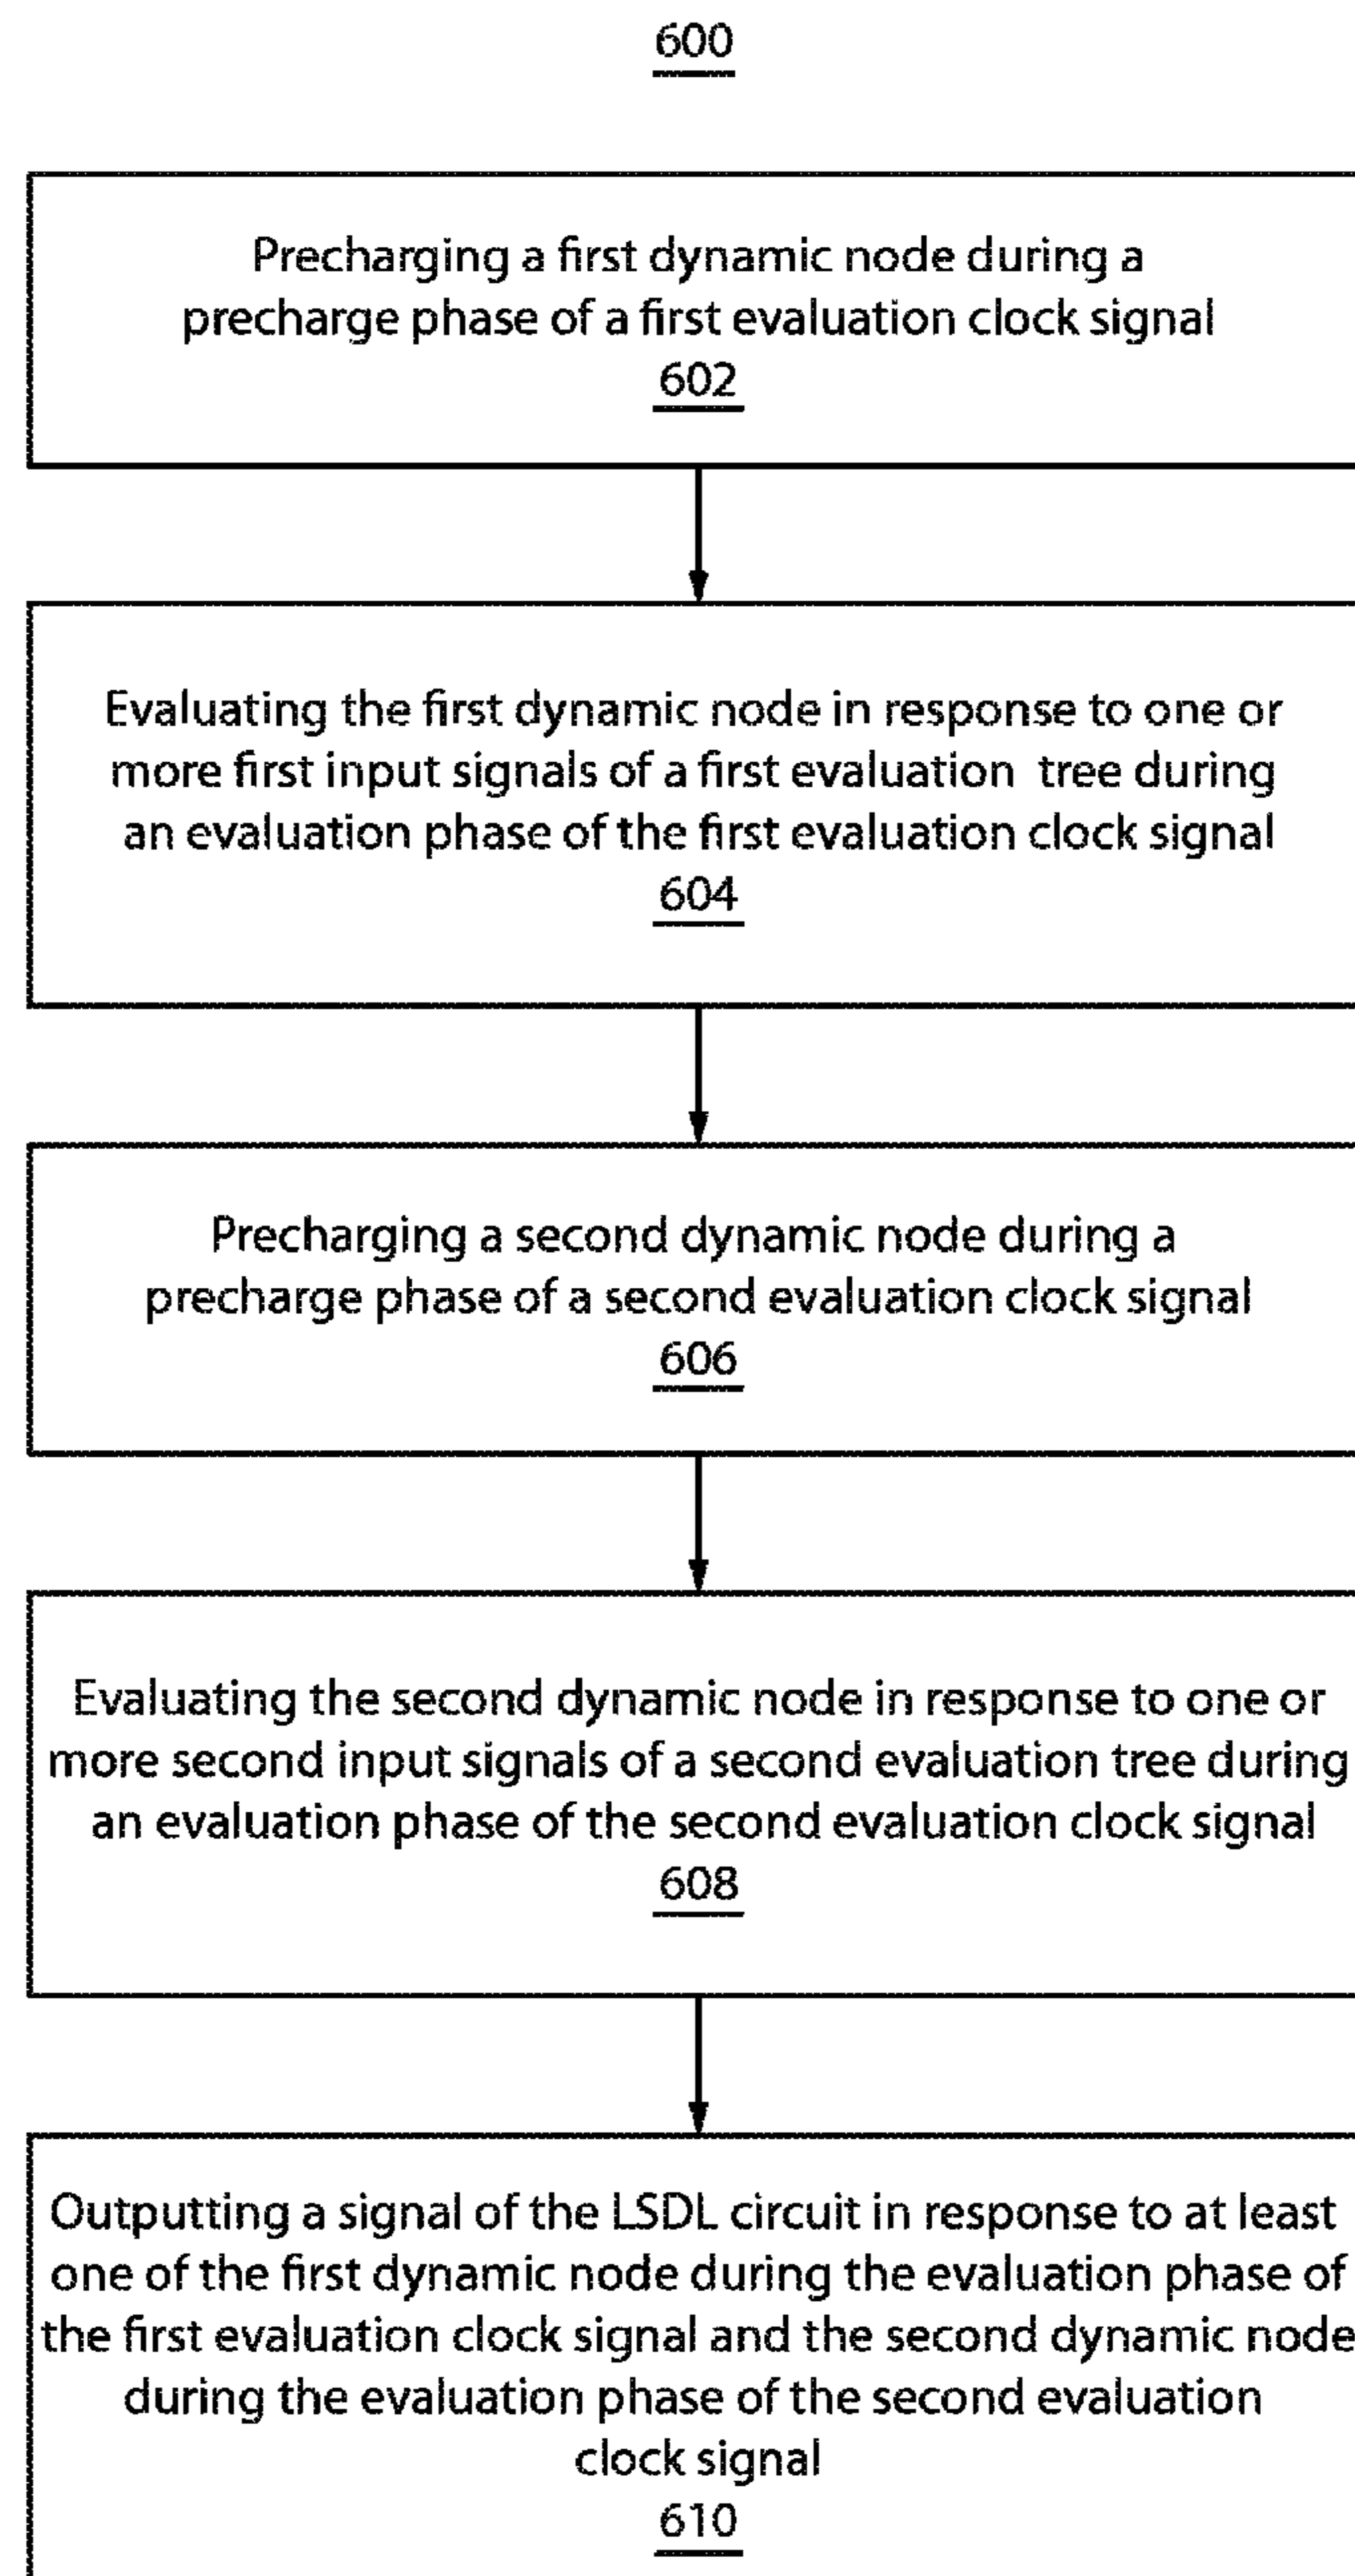 600
Precharging a first dynamic node during a
precharge phase of a first evaluation clock signal
602
Evaluating the first dynamic node in response to one or
more first input signals of a first evaluation tree during
an evaluation phase of the first evaluation clock signal
604
Precharging a second dynamic node during a
precharge phase of a second evaluation clock signal
606
Evaluating the second dynamic node in response to one or
more second input signals of a second evaluation tree during
an evaluation phase of the second evaluation clock signal
608
Outputting a signal of the LSDL circuit in response to at least
one of the first dynamic node during the evaluation phase of
the first evaluation clock signal and the second dynamic node
during the evaluation phase of the second evaluation
clock signal
610